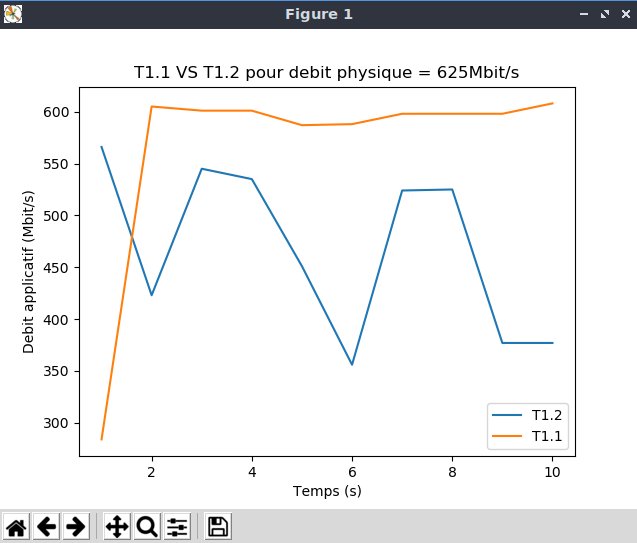 Figure 1
T1.1 VS T1.2 pour debit physique = 625Mbit/s
Debit applicatif (Mbit/s)
600
550
500
450
400
350
300
T1.2
T1.1
2 4 6 8 10
Temps (s)